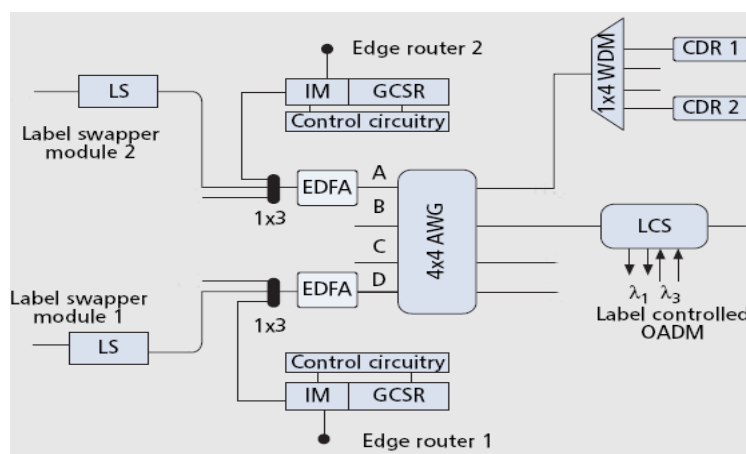 Edge router 2
LS
IM
GCSR
Control circuitry
Label swapper
module 2
1x4 WDM
CDR 1
CDR 2
EDFA
1x3
A
B
C
D
4x4 AWG
LCS
λ1
λ3
Label controlled
OADM
Label swapper
module 1
LS
EDFA
1x3
Control circuitry
IM
GCSR
Edge router 1